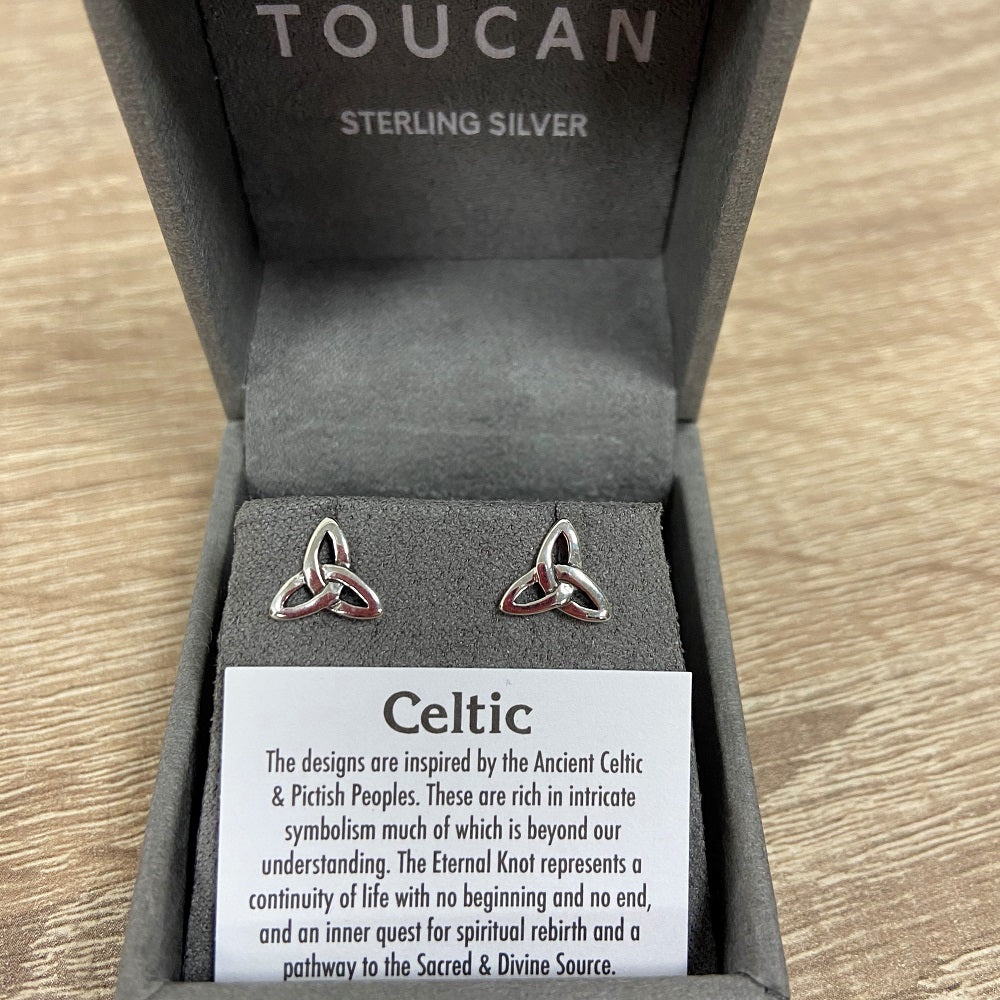 TOUCAN
STERLING SILVER
Celtic
The designs are inspired by the Ancient Celtic
& Pictish Peoples. These are rich in intricate
symbolism much of which is beyond our
understanding. The Eternal Knot represents a
continuity of life with no beginning and no end,
and an inner quest for spiritual rebirth and a
pathway to the Sacred & Divine Source.